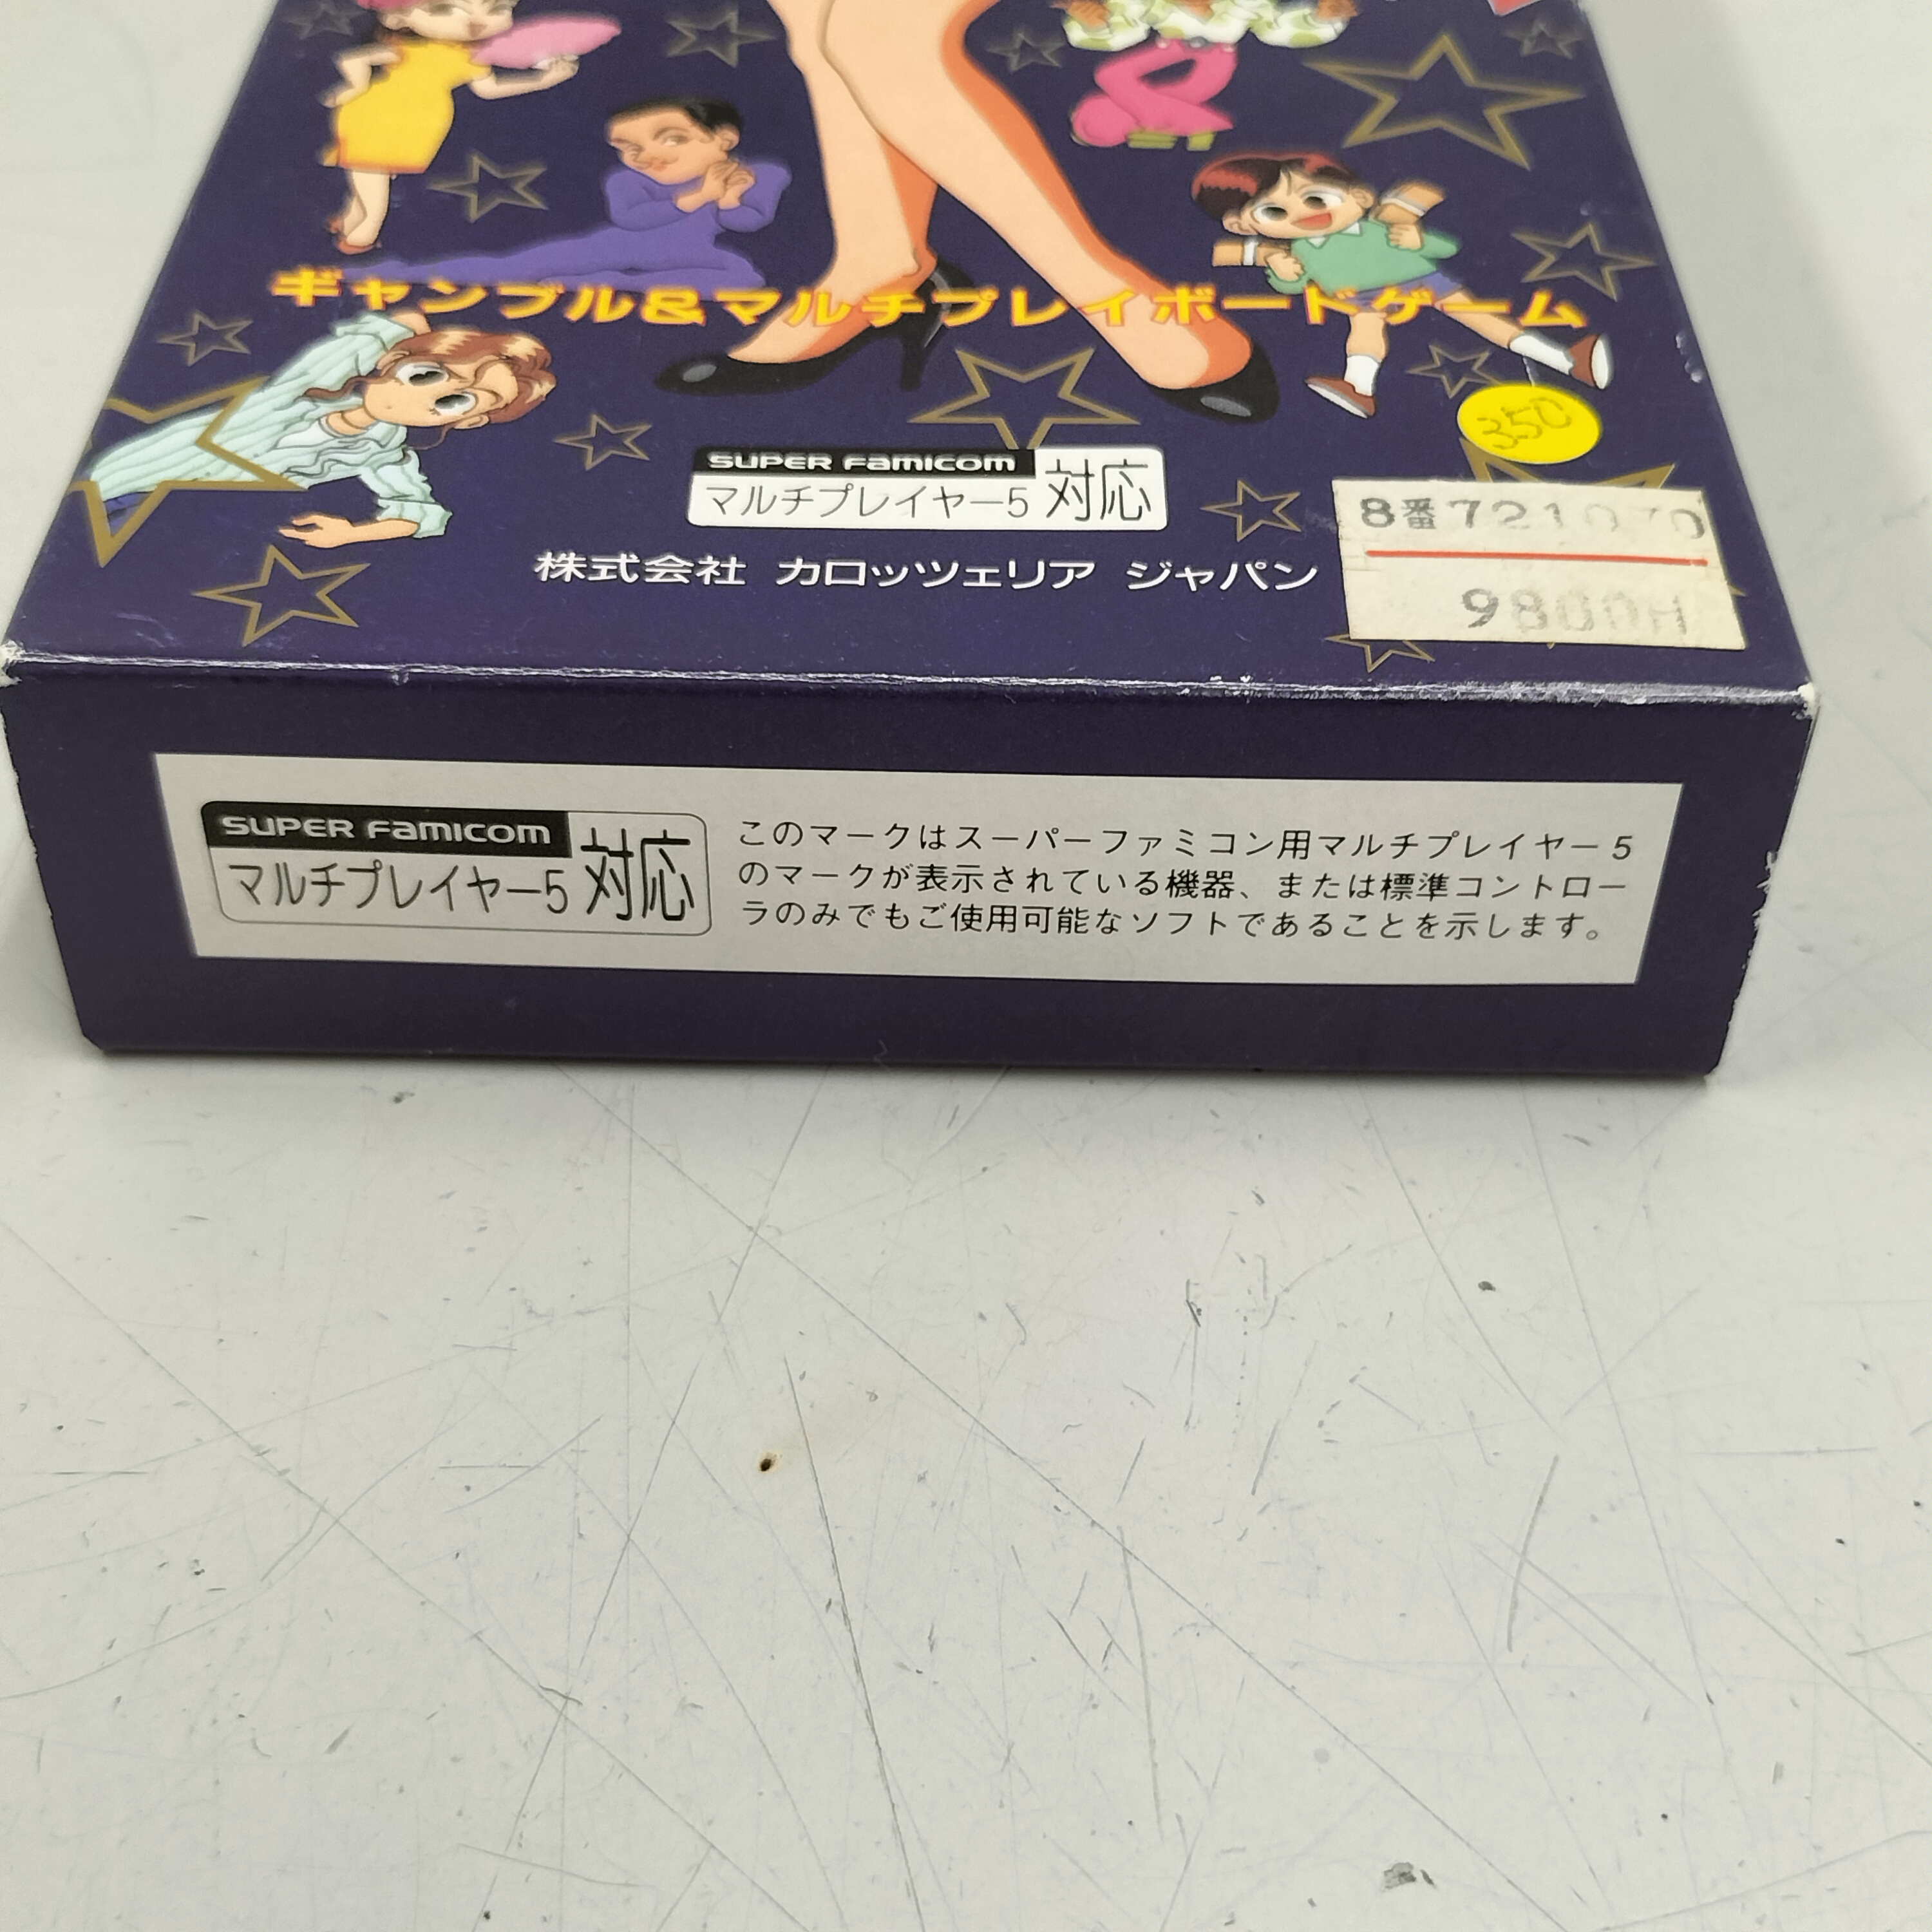 ギャンブル&マルチプレイボードゲーム
350
SUPER FAMICOM
マルチプレイヤー5 対応
株式会社 カロッツェリア ジャパン
8番
9800円
SUPER FAMICOM
マルチプレイヤー5 対応
このマークはスーパーファミコン用マルチプレイヤー5
のマークが表示されている機器、または標準コントロー
ラのみでもご使用可能なソフトであることを示します。